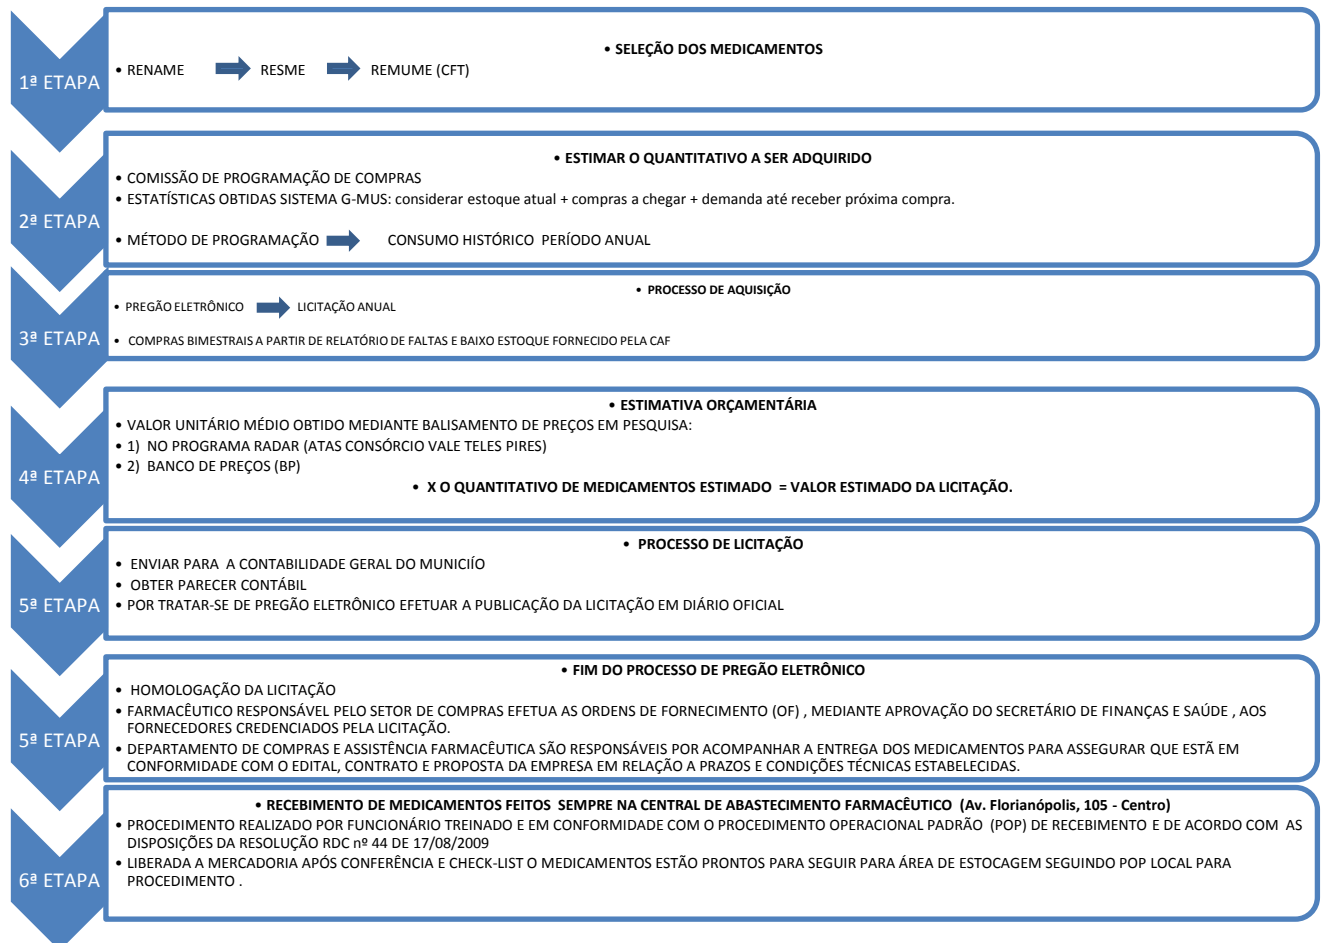 • SELEÇÃO DOS MEDICAMENTOS
1ª ETAPA
• RENAME RESME REMUME (CFT)
• ESTIMAR O QUANTITATIVO A SER ADQUIRIDO
• COMISSÃO DE PROGRAMAÇÃO DE COMPRAS
• ESTATÍSTICAS OBTIDAS SISTEMA G-MUS: considerar estoque atual + compras a chegar + demanda até receber próxima compra.
2ª ETAPA
• MÉTODO DE PROGRAMAÇÃO CONSUMO HISTÓRICO PERÍODO ANUAL
• PROCESSO DE AQUISIÇÃO
• PREGÃO ELETRÔNICO LICITAÇÃO ANUAL
3ª ETAPA
• COMPRAS BIMESTRAIS A PARTIR DE RELATÓRIO DE FALTAS E BAIXO ESTOQUE FORNECIDO PELA CAF
• ESTIMATIVA ORÇAMENTÁRIA
• VALOR UNITÁRIO MÉDIO OBTIDO MEDIANTE BALISAMENTO DE PREÇOS EM PESQUISA:
• 1) NO PROGRAMA RADAR (ATAS CONSÓRCIO VALE TELES PIRES)
• 2) BANCO DE PREÇOS (BP)
4ª ETAPA
• X O QUANTITATIVO DE MEDICAMENTOS ESTIMADO = VALOR ESTIMADO DA LICITAÇÃO.
• PROCESSO DE LICITAÇÃO
• ENVIAR PARA A CONTABILIDADE GERAL DO MUNICIÍO
• OBTER PARECER CONTÁBIL
5ª ETAPA
• POR TRATAR-SE DE PREGÃO ELETRÔNICO EFETUAR A PUBLICAÇÃO DA LICITAÇÃO EM DIÁRIO OFICIAL
• FIM DO PROCESSO DE PREGÃO ELETRÔNICO
• HOMOLOGAÇÃO DA LICITAÇÃO
• FARMACÊUTICO RESPONSÁVEL PELO SETOR DE COMPRAS EFETUA AS ORDENS DE FORNECIMENTO (OF) , MEDIANTE APROVAÇÃO DO SECRETÁRIO DE FINANÇAS E SAÚDE , AOS
FORNECEDORES CREDENCIADOS PELA LICITAÇÃO.
5ª ETAPA
• DEPARTAMENTO DE COMPRAS E ASSISTÊNCIA FARMACÊUTICA SÃO RESPONSÁVEIS POR ACOMPANHAR A ENTREGA DOS MEDICAMENTOS PARA ASSEGURAR QUE ESTÃ EM
CONFORMIDADE COM O EDITAL, CONTRATO E PROPOSTA DA EMPRESA EM RELAÇÃO A PRAZOS E CONDIÇÕES TÉCNICAS ESTABELECIDAS.
• RECEBIMENTO DE MEDICAMENTOS FEITOS SEMPRE NA CENTRAL DE ABASTECIMENTO FARMACÊUTICO (Av. Florianópolis, 105 - Centro)
• PROCEDIMENTO REALIZADO POR FUNCIONÁRIO TREINADO E EM CONFORMIDADE COM O PROCEDIMENTO OPERACIONAL PADRÃO (POP) DE RECEBIMENTO E DE ACORDO COM AS
DISPOSIÇÕES DA RESOLUÇÃO RDC nº 44 DE 17/08/2009
• LIBERADA A MERCADORIA APÓS CONFERÊNCIA E CHECK-LIST O MEDICAMENTOS ESTÃO PRONTOS PARA SEGUIR PARA ÁREA DE ESTOCAGEM SEGUINDO POP LOCAL PARA
PROCEDIMENTO .
6ª ETAPA